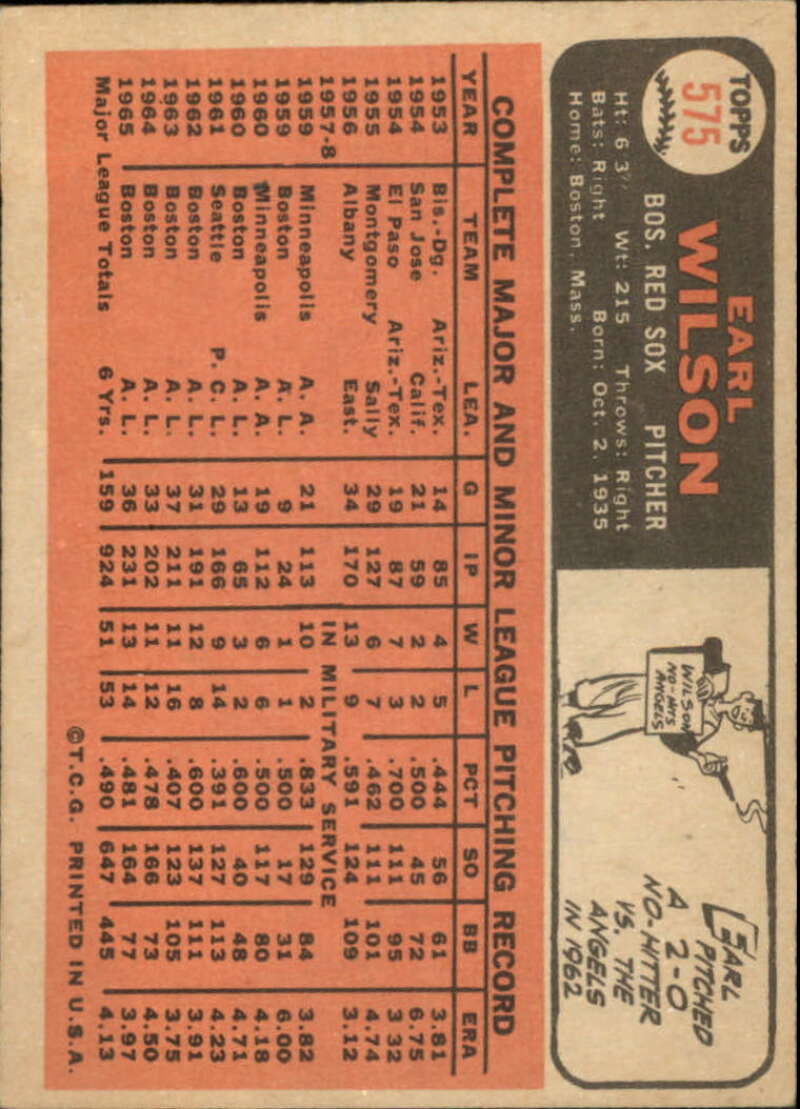 TOPPS
575
EARL
WILSON
BOS. RED SOX PITCHER
Ht: 6 3" Wt: 215 Throws: Right
Bats: Right Born: Oct. 2, 1935
Home: Boston, Mass.
WILSON
NO-HITS
ANGELS
EARL
PITCHED
A 2-0
NO-HITTER
VS. THE
ANGELS
IN 1962
COMPLETE MAJOR AND MINOR LEAGUE PITCHING RECORD
YEAR TEAM LEA. G IP W L PCT SO BB ERA
1953 Bis.-Dg. Ariz.-Tex. 14 85 4 5 .444 56 61 3.81
1954 San Jose Calif. 21 59 2 2 .500 45 72 6.75
1954 El Paso Ariz.-Tex. 19 87 7 3 .700 111 95 3.32
1955 Montgomery Sally 29 127 6 7 .462 111 101 4.74
1956 Albany East. 34 170 13 9 .591 124 109 3.12
1957-8 IN MILITARY SERVICE
1959 Minneapolis A. A. 21 113 10 2 .833 129 84 3.82
1959 Boston A. L. 9 24 1 1 .500 17 31 6.00
1960 Minneapolis A. A. 19 112 6 6 .500 117 80 4.18
1960 Boston A. L. 13 65 3 2 .600 40 48 4.71
1961 Seattle P. C. L. 29 166 9 14 .391 127 113 4.23
1962 Boston A. L. 31 191 12 8 .600 137 111 3.91
1963 Boston A. L. 37 211 11 16 .407 123 105 3.75
1964 Boston A. L. 33 202 11 12 .478 166 73 4.50
1965 Boston A. L. 36 231 13 14 .481 164 77 3.97
Major League Totals 6 Yrs. 159 924 51 53 .490 647 445 4.13
©T.C.G. PRINTED IN U.S.A.